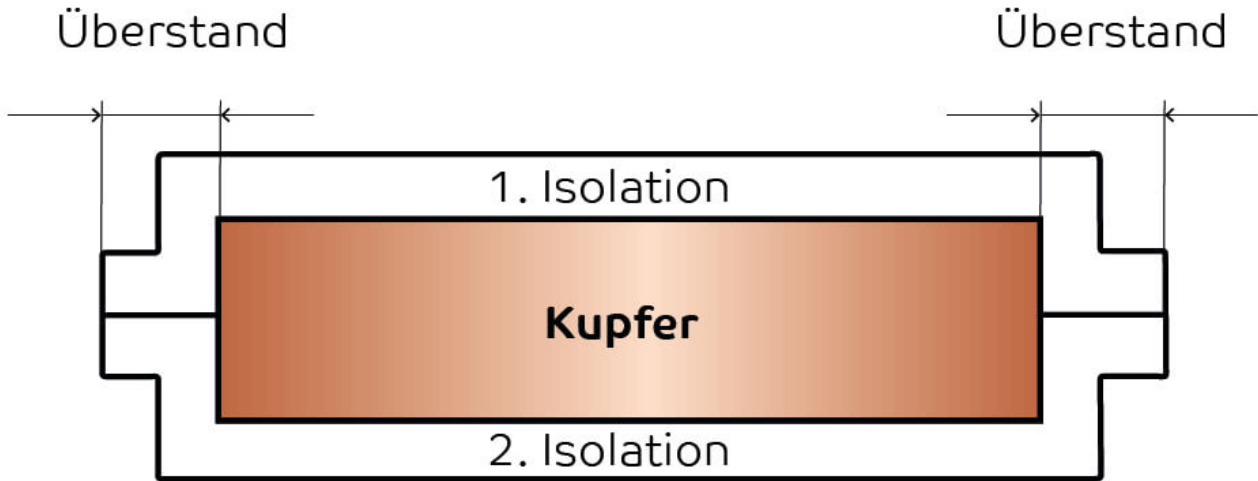 Überstand
Überstand
1. Isolation
Kupfer
2. Isolation